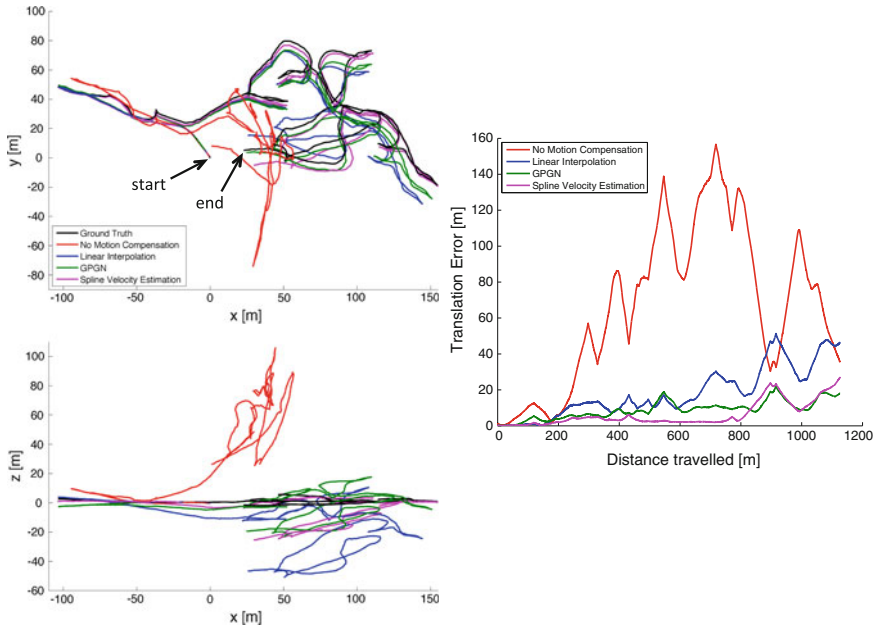 100
80
60
40
20
0
-20
-40
-60
-80
y [m]
start
end
Ground Truth
No Motion Compensation
Linear Interpolation
GPGN
Spline Velocity Estimation
-100 -50 0 50 100 150
x [m]
100
80
60
40
20
0
-20
-40
-60
z [m]
-100 -50 0 50 100 150
x [m]
160
140
120
100
80
60
40
20
0
Translation Error [m]
No Motion Compensation
Linear Interpolation
GPGN
Spline Velocity Estimation
0 200 400 600 800 1000 1200
Distance travelled [m]